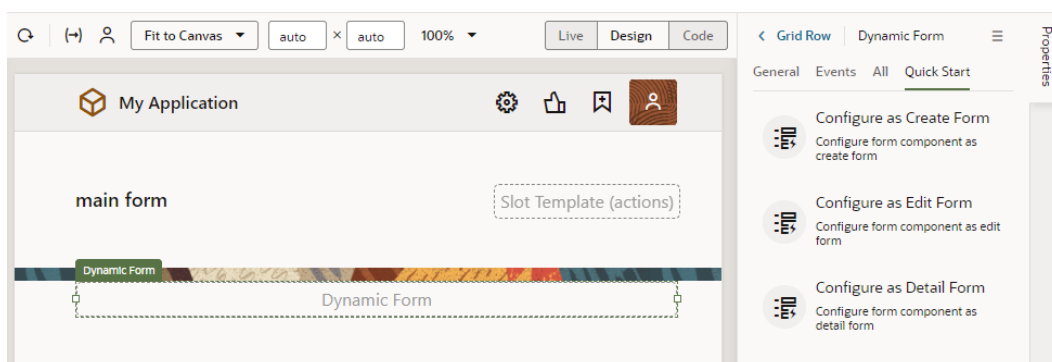 Fit to Canvas auto × auto 100% Live Design Code
Grid Row Dynamic Form
Properties
General Events All Quick Start
My Application
Configure as Create Form
Configure form component as
create form
main form
Slot Template (actions)
Configure as Edit Form
Configure form component as edit
form
Dynamic Form
Dynamic Form
Configure as Detail Form
Configure form component as
detail form